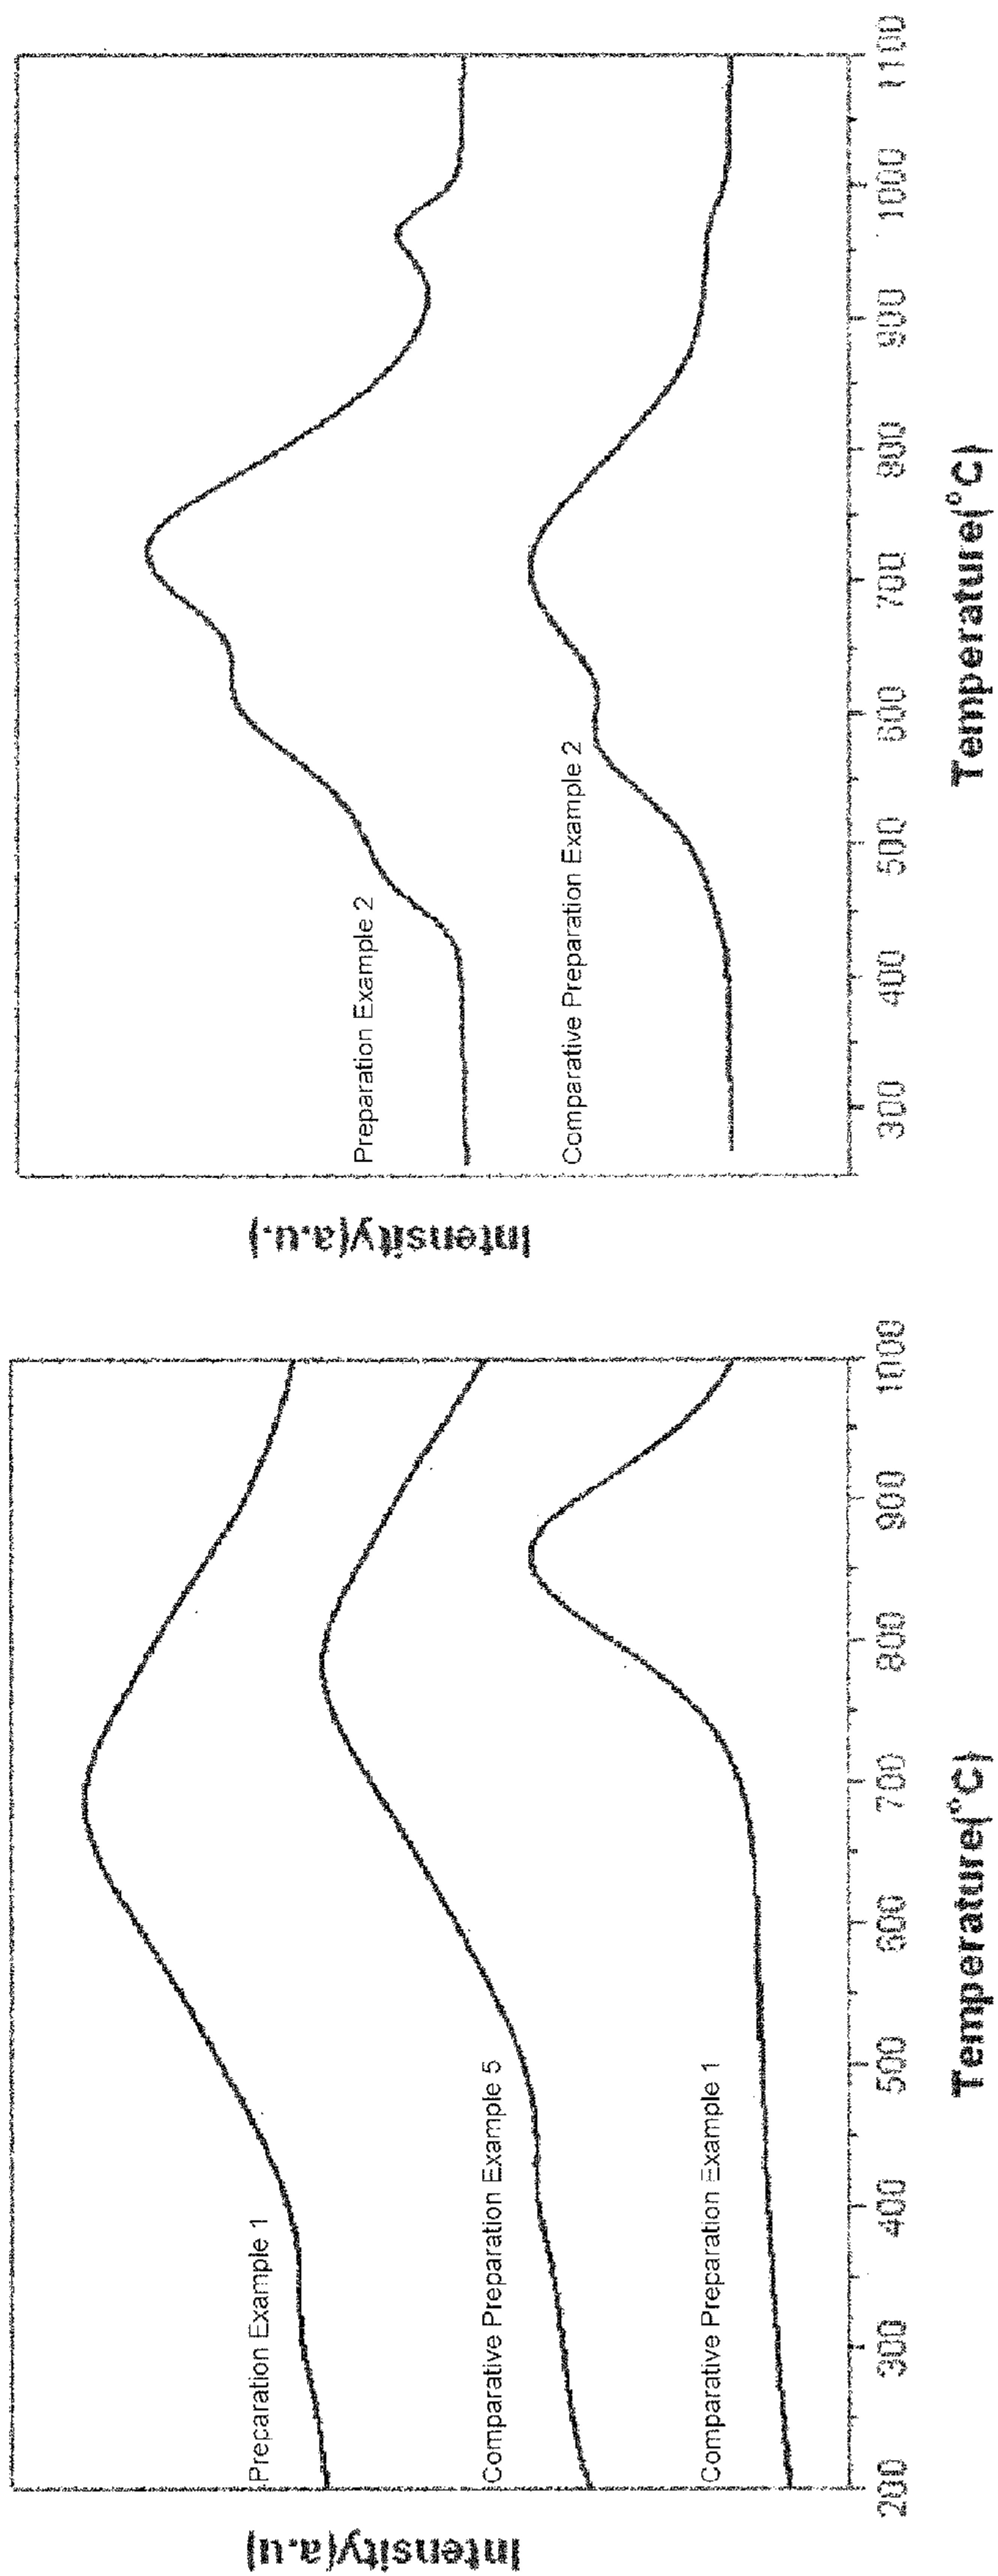 Intensity(a.u)
Preparation Example 1
Comparative Preparation Example 5
Comparative Preparation Example 1
200 300 400 500 600 700 800 900 1000
Temperature(°C)
Intensity(a.u.)
Preparation Example 2
Comparative Preparation Example 2
300 400 500 600 700 800 900 1000 1100
Temperature(°C)